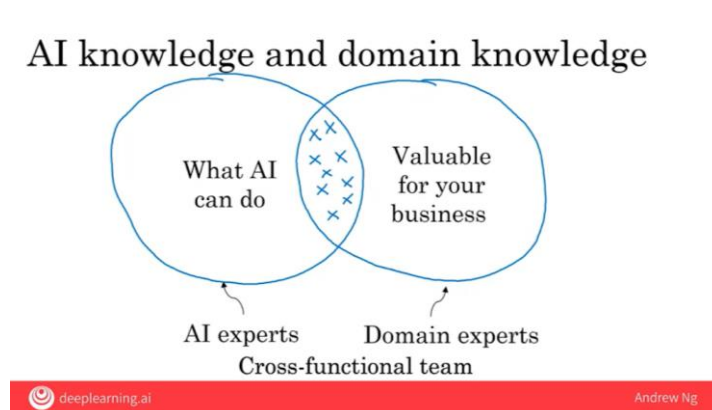 AI knowledge and domain knowledge
What AI
can do
Valuable
for your
business
AI experts
Domain experts
Cross-functional team
deeplearning.ai
Andrew Ng